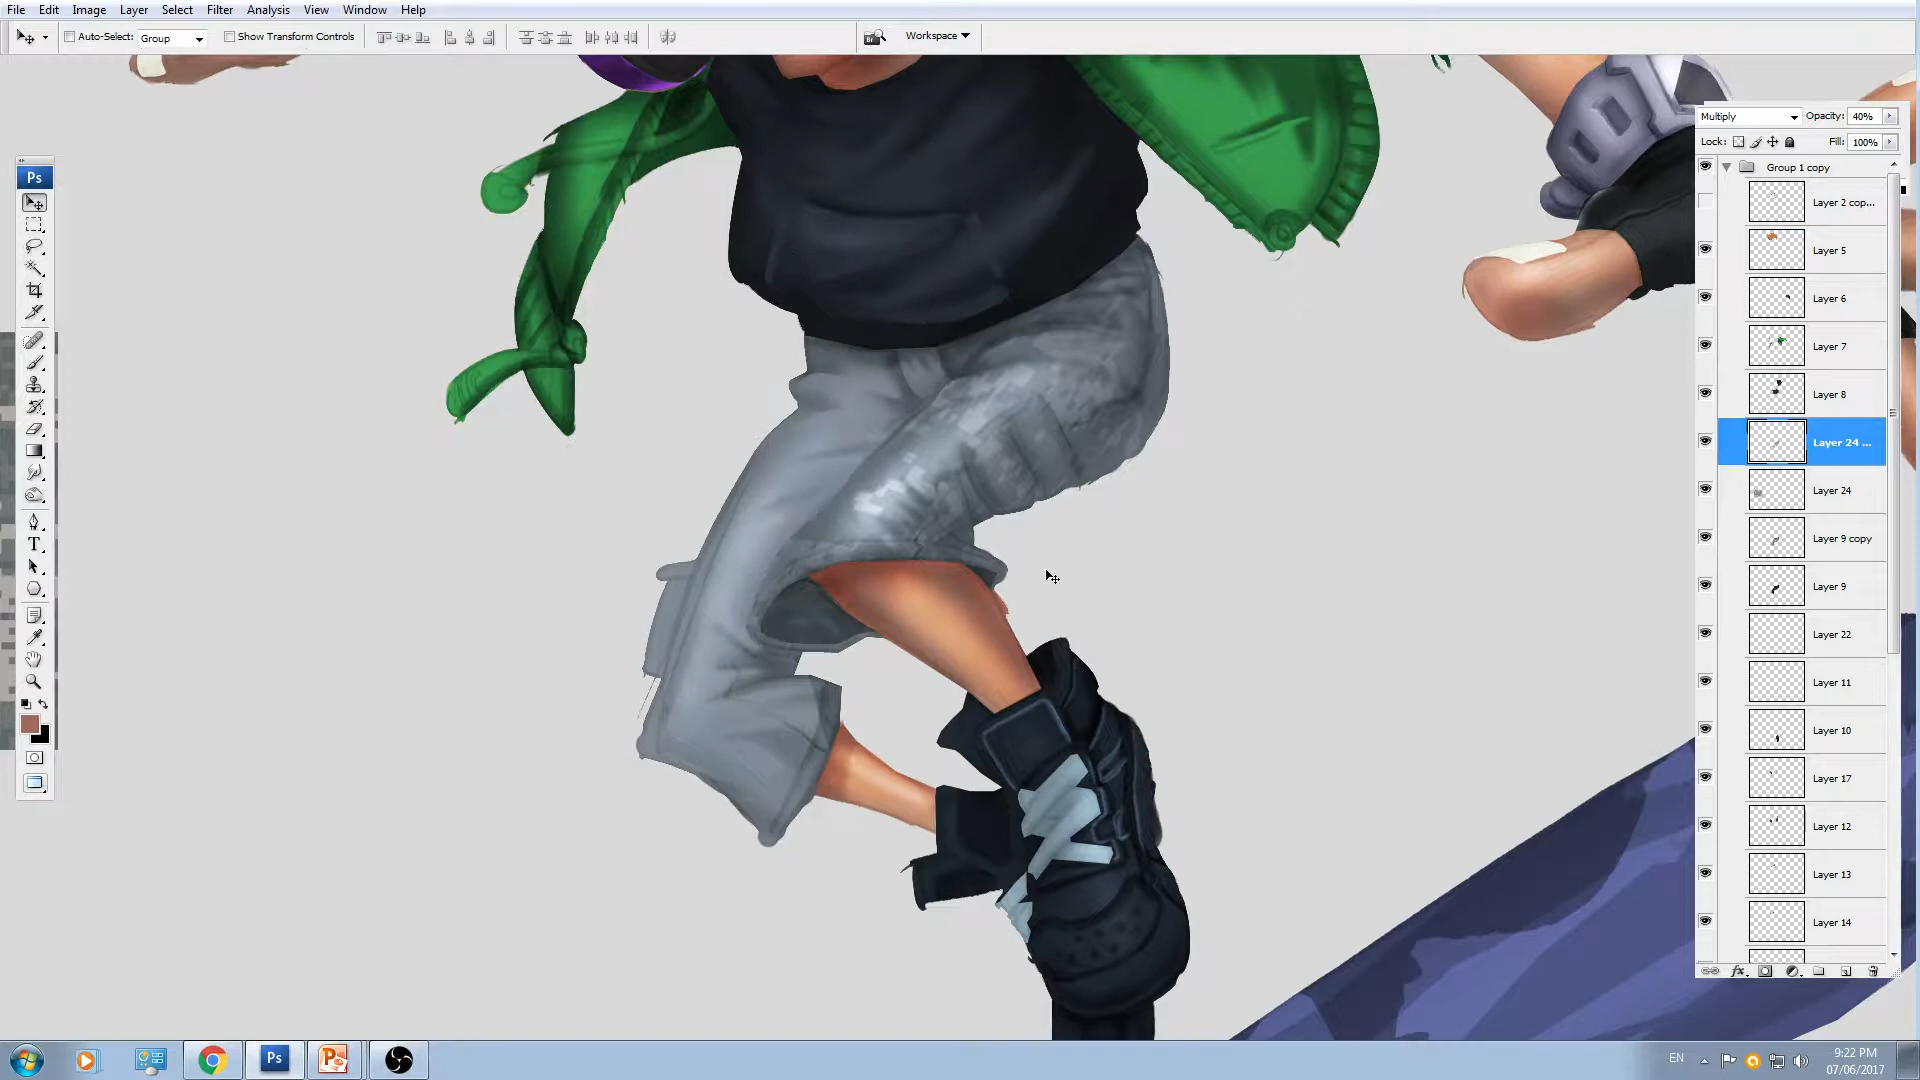 File Edit Image Layer Select Filter Analysis View Window Help
Auto-Select: Group Show Transform Controls Br Workspace
Ps
T
Multiply Opacity: 40%
Lock: Fill: 100%
Group 1 copy
Layer 2 cop...
Layer 5
Layer 6
Layer 7
Layer 8
Layer 24 ...
Layer 24
Layer 9 copy
Layer 9
Layer 22
Layer 11
Layer 10
Layer 17
Layer 12
Layer 13
Layer 14
fx
Ps P EN 9:22 PM
07/06/2017